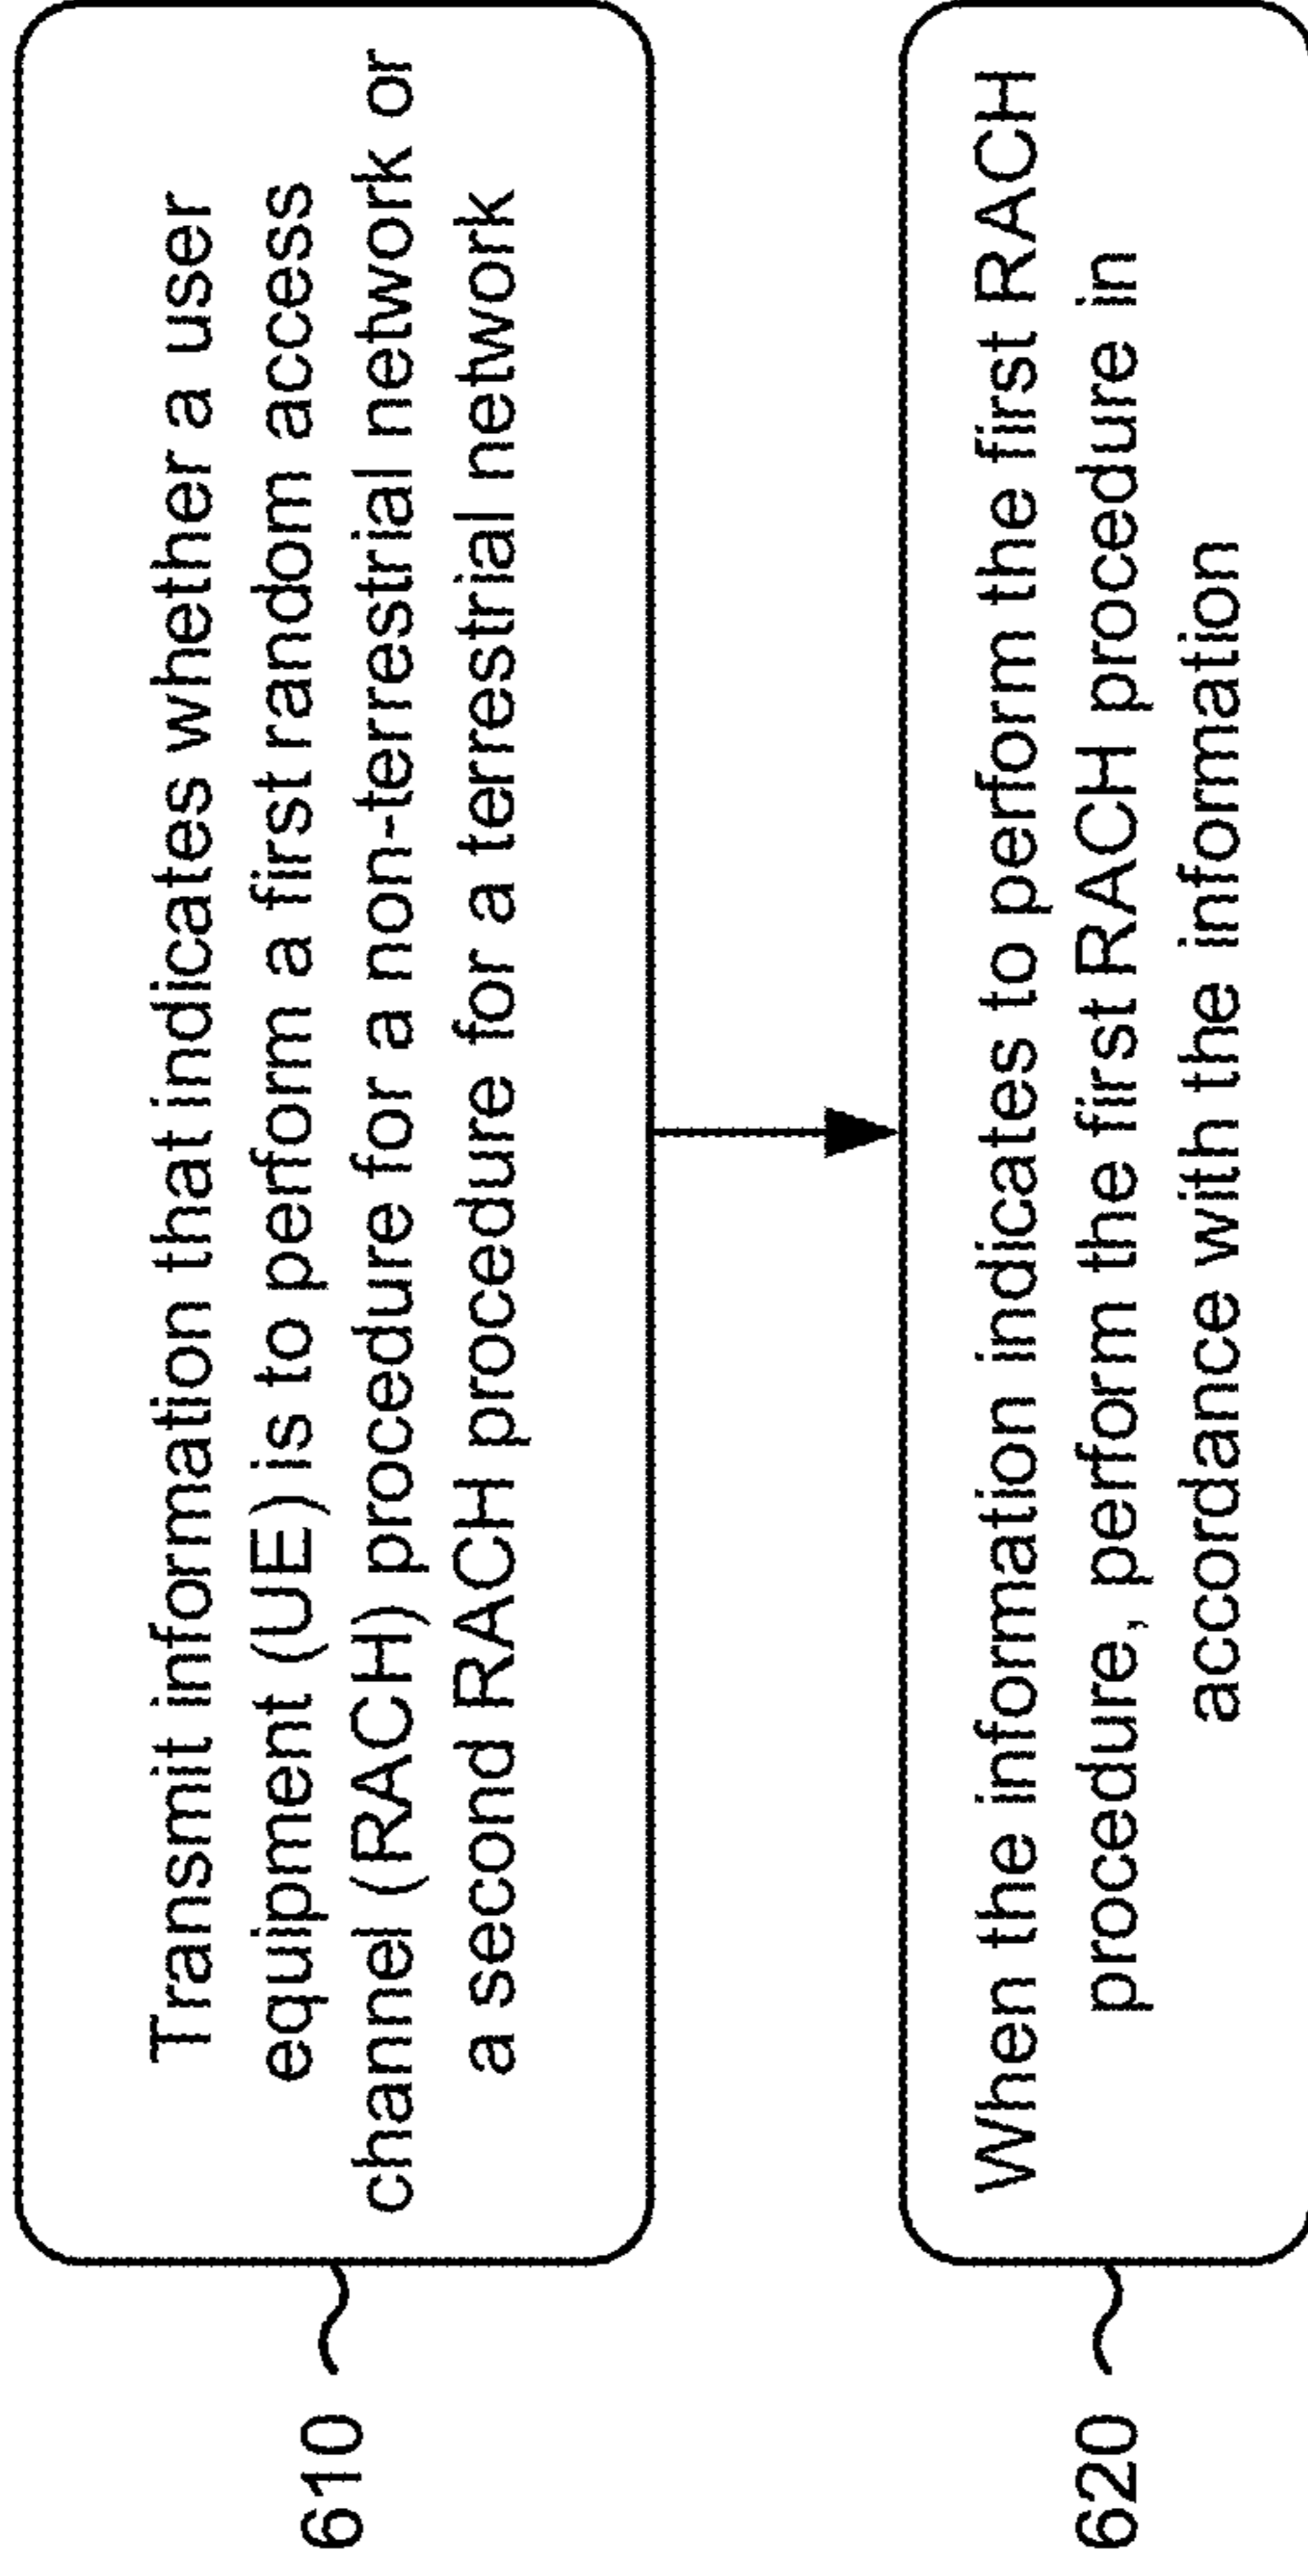 610
Transmit information that indicates whether a user
equipment (UE) is to perform a first random access
channel (RACH) procedure for a non-terrestrial network or
a second RACH procedure for a terrestrial network
620
When the information indicates to perform the first RACH
procedure, perform the first RACH procedure in
accordance with the information